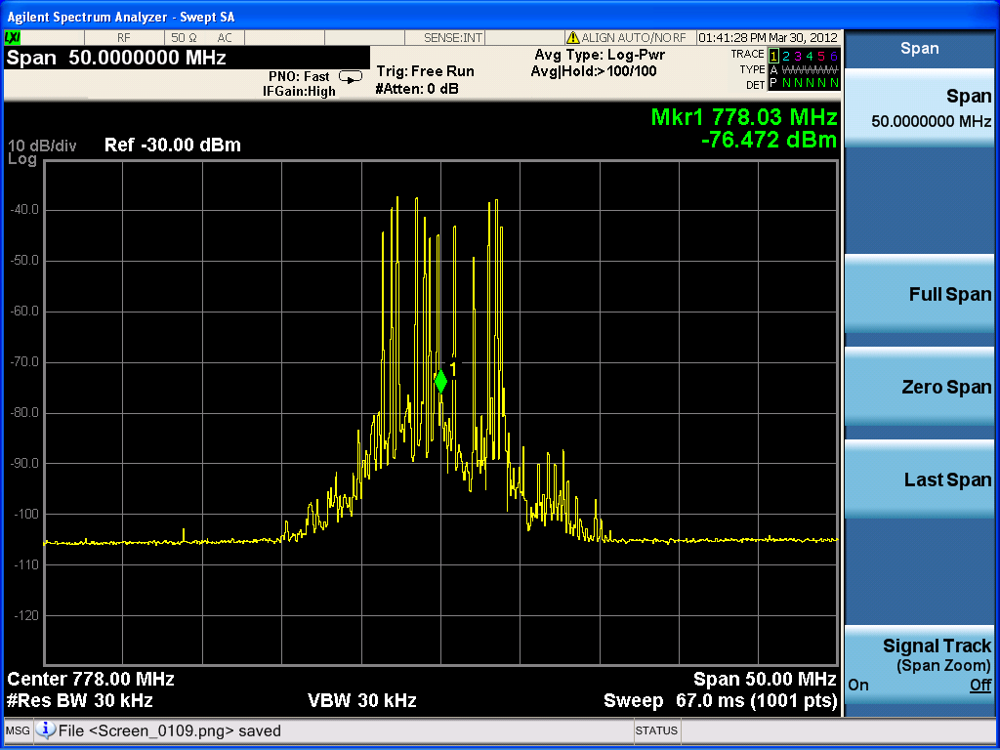 Agilent Spectrum Analyzer - Swept SA
LXI RF 50 Ω AC SENSE:INT ALIGN AUTO/NO RF 01:41:28 PM Mar 30, 2012
Span 50.0000000 MHz
PNO: Fast
IFGain:High
Trig: Free Run
#Atten: 0 dB
Avg Type: Log-Pwr
Avg|Hold:>100/100
TRACE 1 2 3 4 5 6
TYPE A WWWWW
DET P N N N N N
Mkr1 778.03 MHz
-76.472 dBm
10 dB/div Ref -30.00 dBm
Log
-40.0
-50.0
-60.0
-70.0
1
-80.0
-90.0
-100
-110
-120
Center 778.00 MHz Span 50.00 MHz
#Res BW 30 kHz VBW 30 kHz Sweep 67.0 ms (1001 pts)
MSG File <Screen_0109.png> saved STATUS
Span
Span
50.0000000 MHz
Full Span
Zero Span
Last Span
Signal Track
(Span Zoom)
On Off